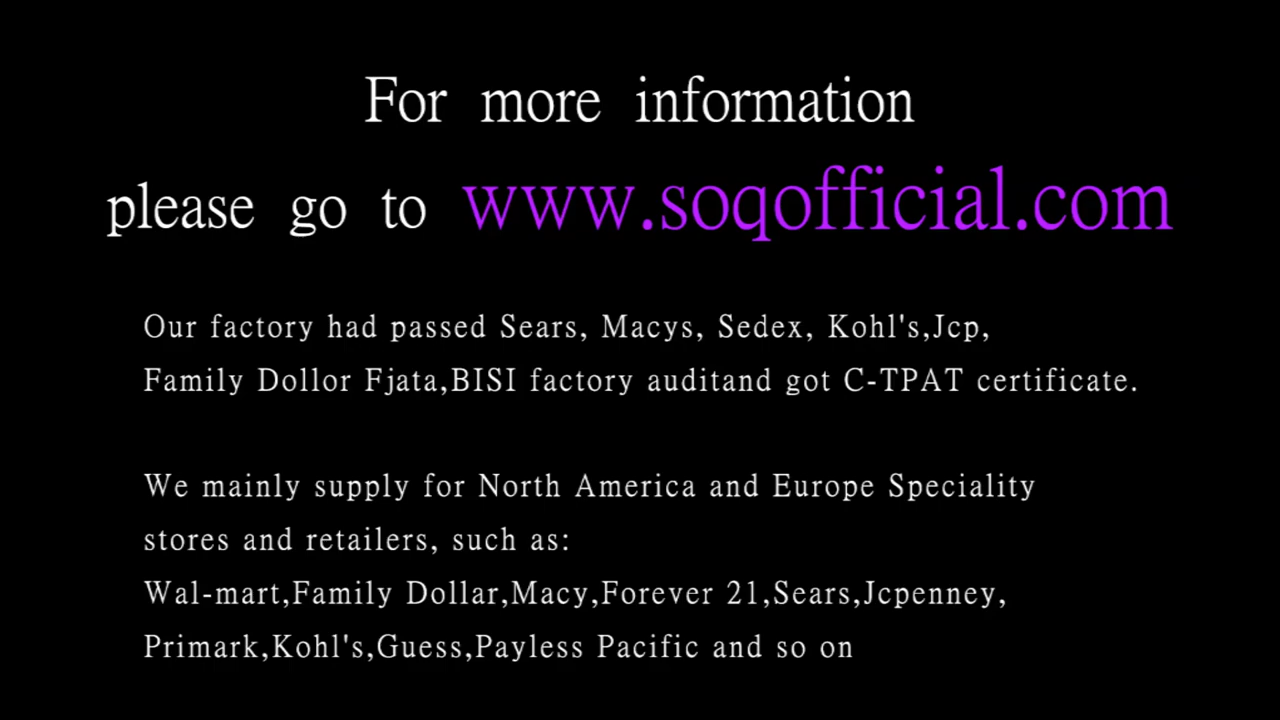 For more information
please go to www.soqofficial.com
Our factory had passed Sears, Macys, Sedex, Kohl's,Jcp,
Family Dollor Fjata,BISI factory auditand got C-TPAT certificate.
We mainly supply for North America and Europe Speciality
stores and retailers, such as:
Wal-mart,Family Dollar,Macy,Forever 21,Sears,Jcpenney,
Primark,Kohl's,Guess,Payless Pacific and so on